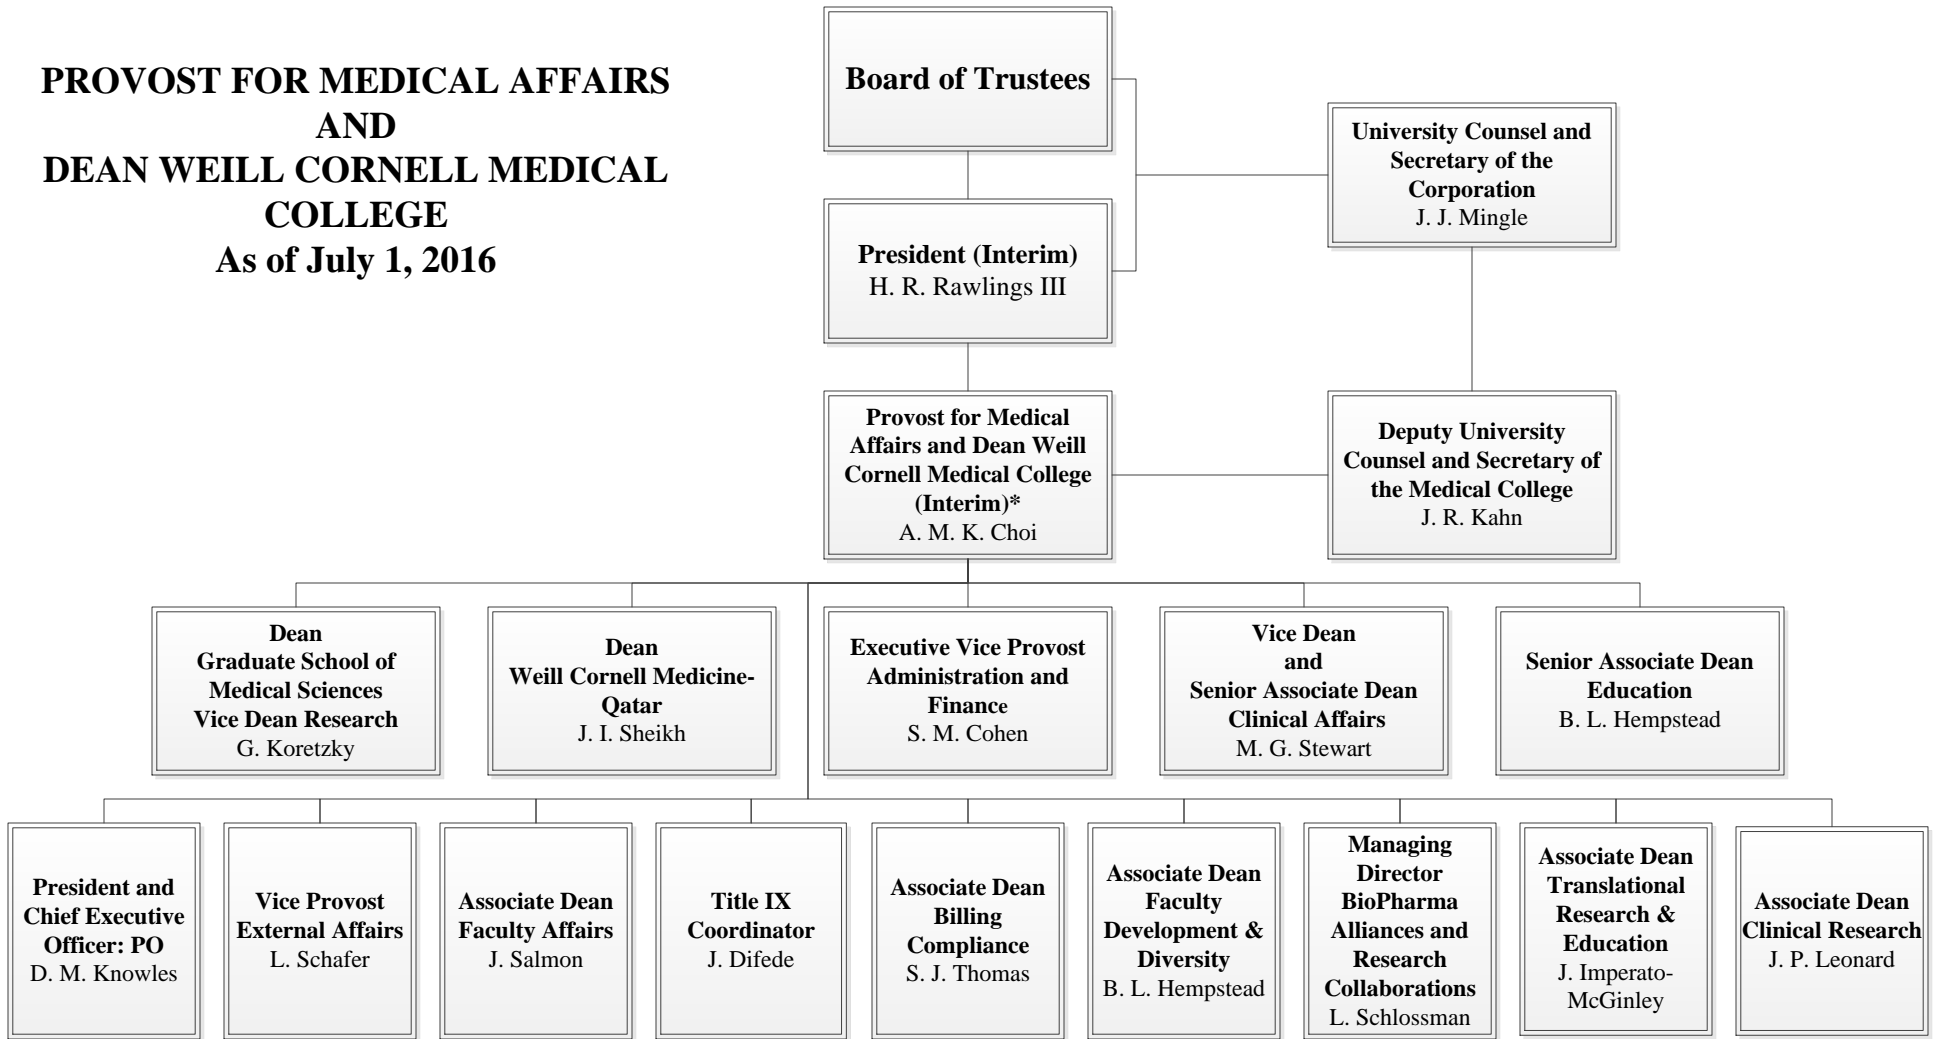 PROVOST FOR MEDICAL AFFAIRS
AND
DEAN WEILL CORNELL MEDICAL
COLLEGE
As of July 1, 2016
Board of Trustees
University Counsel and
Secretary of the
Corporation
J. J. Mingle
President (Interim)
H. R. Rawlings III
Provost for Medical
Affairs and Dean Weill
Cornell Medical College
(Interim)*
A. M. K. Choi
Deputy University
Counsel and Secretary of
the Medical College
J. R. Kahn
Dean
Graduate School of
Medical Sciences
Vice Dean Research
G. Koretzky
Dean
Weill Cornell Medicine-
Qatar
J. I. Sheikh
Executive Vice Provost
Administration and
Finance
S. M. Cohen
Vice Dean
and
Senior Associate Dean
Clinical Affairs
M. G. Stewart
Senior Associate Dean
Education
B. L. Hempstead
President and
Chief Executive
Officer: PO
D. M. Knowles
Vice Provost
External Affairs
L. Schafer
Associate Dean
Faculty Affairs
J. Salmon
Title IX
Coordinator
J. Difede
Associate Dean
Billing
Compliance
S. J. Thomas
Associate Dean
Faculty
Development &
Diversity
B. L. Hempstead
Managing
Director
BioPharma
Alliances and
Research
Collaborations
L. Schlossman
Associate Dean
Translational
Research &
Education
J. Imperato-
McGinley
Associate Dean
Clinical Research
J. P. Leonard